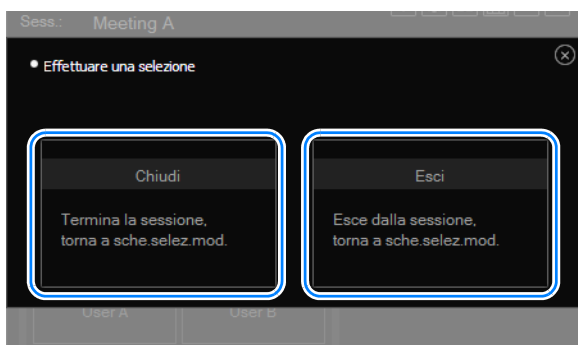 Sess.: Meeting A
Effettuare una selezione
Chiudi
Termina la sessione,
torna a sche.selez.mod.
Esci
Esce dalla sessione,
torna a sche.selez.mod.
User A
User B